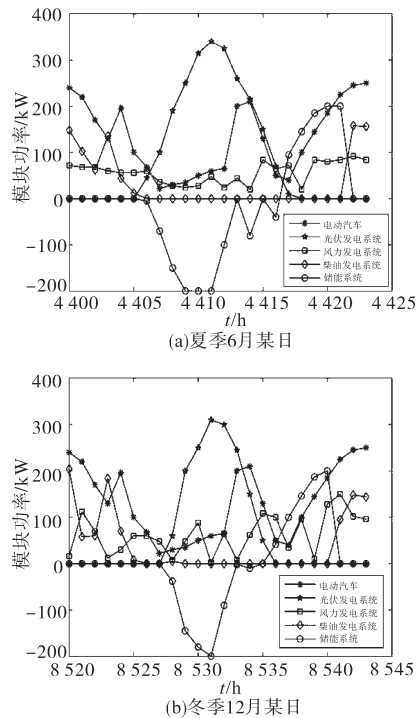 400
300
200
100
0
−100
−200
模块功率/kW
电动汽车
光伏发电系统
风力发电系统
柴油发电系统
储能系统
4 400 4 405 4 410 4 415 4 420 4 425
t/h
(a)夏季6月某日
400
300
200
100
0
−100
−200
模块功率/kW
电动汽车
光伏发电系统
风力发电系统
柴油发电系统
储能系统
8 520 8 525 8 530 8 535 8 540 8 545
t/h
(b)冬季12月某日